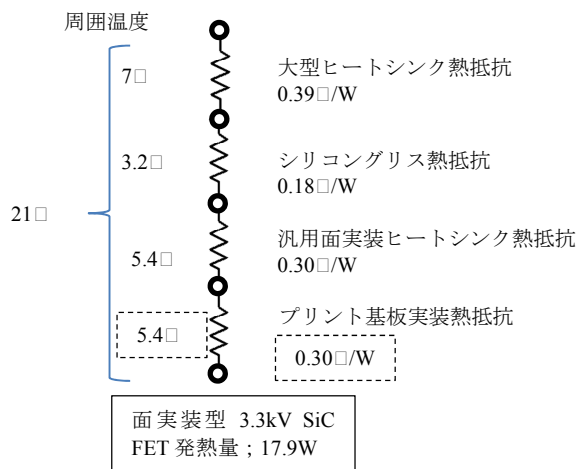 周囲温度
7□
大型ヒートシンク熱抵抗
0.39□/W
3.2□
シリコングリス熱抵抗
0.18□/W
21□
5.4□
汎用面実装ヒートシンク熱抵抗
0.30□/W
5.4□
プリント基板実装熱抵抗
0.30□/W
面実装型 3.3kV SiC
FET 発熱量；17.9W